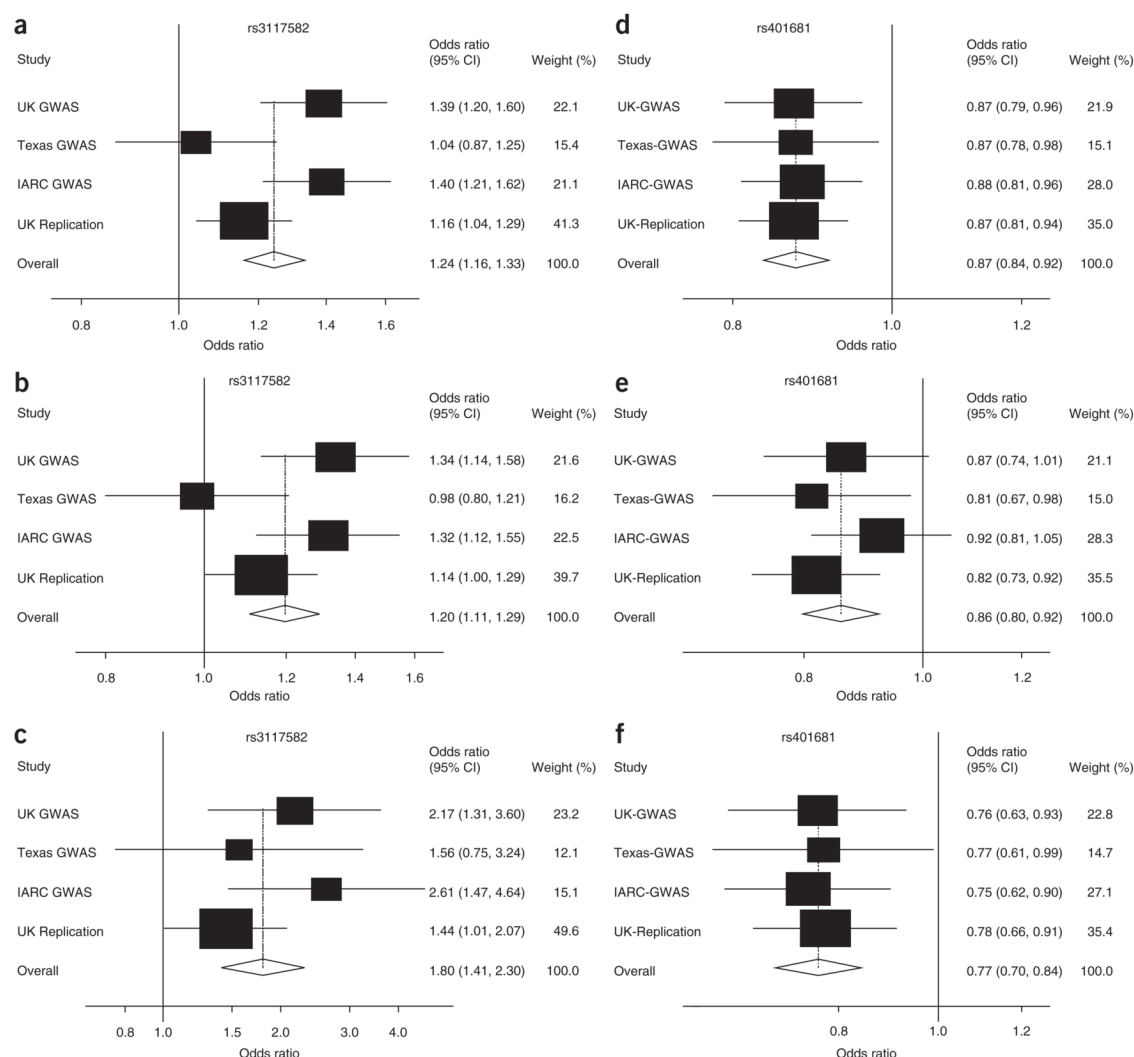 a
rs3117582
Odds ratio
Study (95% CI) Weight (%)
UK GWAS 1.39 (1.20, 1.60) 22.1
Texas GWAS 1.04 (0.87, 1.25) 15.4
IARC GWAS 1.40 (1.21, 1.62) 21.1
UK Replication 1.16 (1.04, 1.29) 41.3
Overall 1.24 (1.16, 1.33) 100.0
0.8 1.0 1.2 1.4 1.6
Odds ratio
b
rs3117582
Odds ratio
Study (95% CI) Weight (%)
UK GWAS 1.34 (1.14, 1.58) 21.6
Texas GWAS 0.98 (0.80, 1.21) 16.2
IARC GWAS 1.32 (1.12, 1.55) 22.5
UK Replication 1.14 (1.00, 1.29) 39.7
Overall 1.20 (1.11, 1.29) 100.0
0.8 1.0 1.2 1.4 1.6
Odds ratio
c
rs3117582
Odds ratio
Study (95% CI) Weight (%)
UK GWAS 2.17 (1.31, 3.60) 23.2
Texas GWAS 1.56 (0.75, 3.24) 12.1
IARC GWAS 2.61 (1.47, 4.64) 15.1
UK Replication 1.44 (1.01, 2.07) 49.6
Overall 1.80 (1.41, 2.30) 100.0
0.8 1.0 1.5 2.0 3.0 4.0
Odds ratio
d
rs401681
Odds ratio
Study (95% CI) Weight (%)
UK-GWAS 0.87 (0.79, 0.96) 21.9
Texas-GWAS 0.87 (0.78, 0.98) 15.1
IARC-GWAS 0.88 (0.81, 0.96) 28.0
UK-Replication 0.87 (0.81, 0.94) 35.0
Overall 0.87 (0.84, 0.92) 100.0
0.8 1.0 1.2
Odds ratio
e
rs401681
Odds ratio
Study (95% CI) Weight (%)
UK-GWAS 0.87 (0.74, 1.01) 21.1
Texas-GWAS 0.81 (0.67, 0.98) 15.0
IARC-GWAS 0.92 (0.81, 1.05) 28.3
UK-Replication 0.82 (0.73, 0.92) 35.5
Overall 0.86 (0.80, 0.92) 100.0
0.8 1.0 1.2
Odds ratio
f
rs401681
Odds ratio
Study (95% CI) Weight (%)
UK-GWAS 0.76 (0.63, 0.93) 22.8
Texas-GWAS 0.77 (0.61, 0.99) 14.7
IARC-GWAS 0.75 (0.62, 0.90) 27.1
UK-Replication 0.78 (0.66, 0.91) 35.4
Overall 0.77 (0.70, 0.84) 100.0
0.8 1.0 1.2
Odds ratio